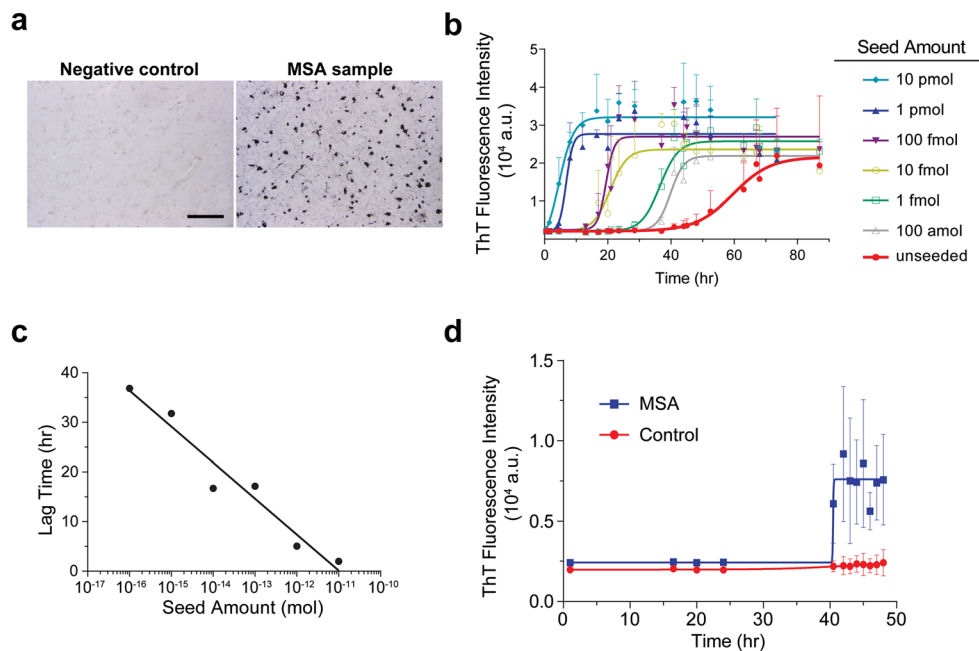 a
Negative control
MSA sample
b
ThT Fluorescence Intensity
(10⁴ a.u.)
5
4
3
2
1
0
20
40
60
80
Time (hr)
Seed Amount
10 pmol
1 pmol
100 fmol
10 fmol
1 fmol
100 amol
unseeded
c
Lag Time (hr)
40
30
20
10
0
10⁻¹⁷
10⁻¹⁶
10⁻¹⁵
10⁻¹⁴
10⁻¹³
10⁻¹²
10⁻¹¹
10⁻¹⁰
Seed Amount (mol)
d
ThT Fluorescence Intensity
(10⁴ a.u.)
1.5
1.0
0.5
0.0
MSA
Control
0
10
20
30
40
50
Time (hr)